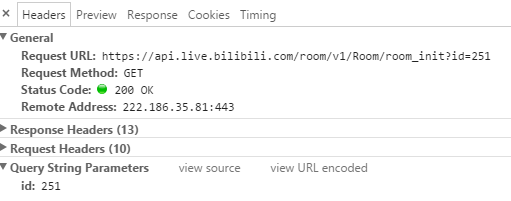 × Headers Preview Response Cookies Timing
General
Request URL: https://api.live.bilibili.com/room/v1/Room/room_init?id=251
Request Method: GET
Status Code: 200 OK
Remote Address: 222.186.35.81:443
Response Headers (13)
Request Headers (10)
Query String Parameters view source view URL encoded
id: 251